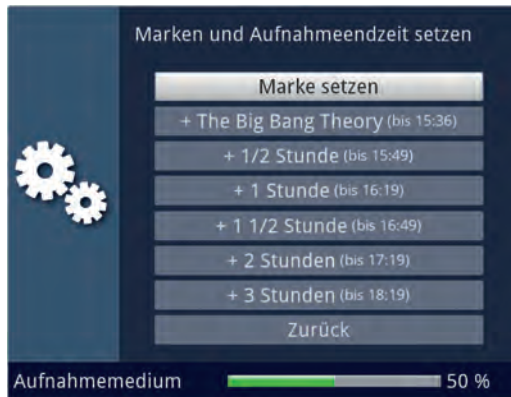 Marken und Aufnahmeendzeit setzen
Marke setzen
+ The Big Bang Theory (bis 15:36)
+ 1/2 Stunde (bis 15:49)
+ 1 Stunde (bis 16:19)
+ 1 1/2 Stunde (bis 16:49)
+ 2 Stunden (bis 17:19)
+ 3 Stunden (bis 18:19)
Zurück
Aufnahmemedium 50 %